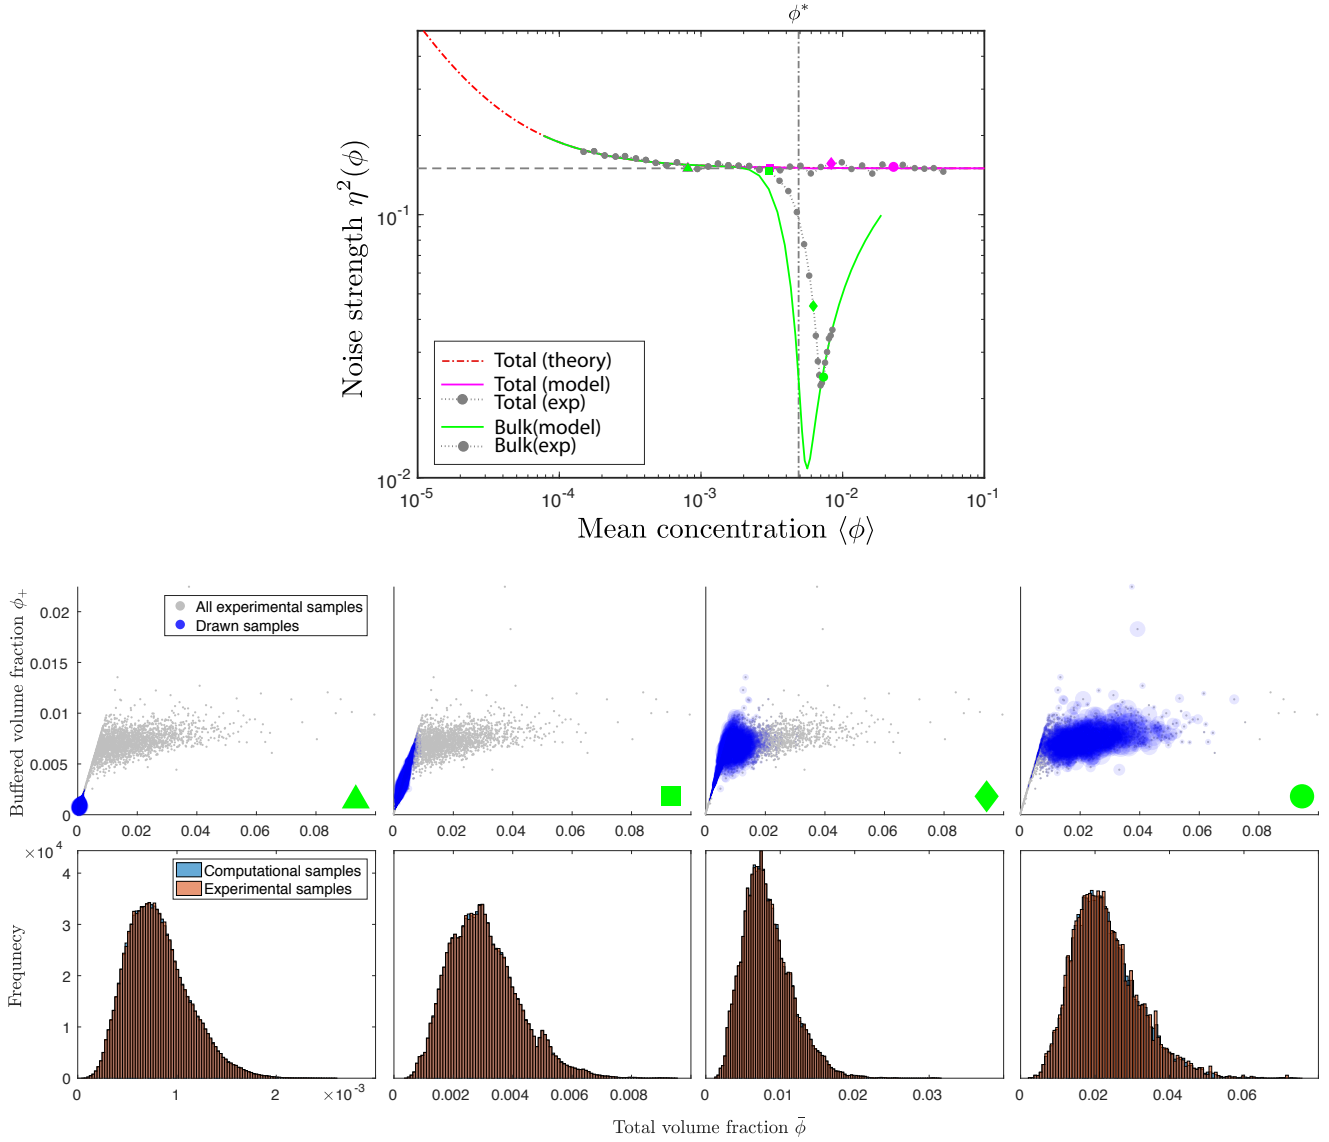 ϕ*
10^-1
10^-2
Noise strength η²(ϕ)
Total (theory)
Total (model)
Total (exp)
Bulk(model)
Bulk(exp)
10^-5 10^-4 10^-3 10^-2 10^-1
Mean concentration ⟨ϕ⟩
Buffered volume fraction ϕ₊
0.02
0.015
0.01
0.005
0
All experimental samples
Drawn samples
0 0.02 0.04 0.06 0.08
0 0.02 0.04 0.06 0.08
0 0.02 0.04 0.06 0.08
0 0.02 0.04 0.06 0.08
×10^4
Frequnecy
4
3
2
1
0
Computational samples
Experimental samples
0 1 2 ×10^-3
0 0.002 0.004 0.006 0.008
0 0.01 0.02 0.03
0 0.02 0.04 0.06
Total volume fraction ϕ̄